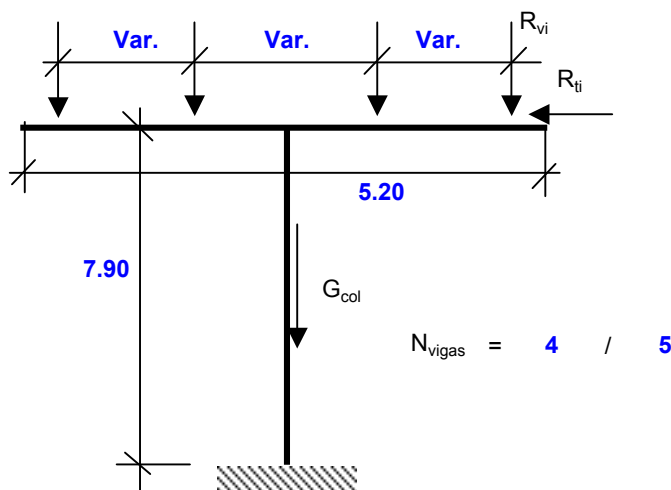 R_vi
Var. Var. Var.
R_ti
5.20
7.90
G_col
N_vigas = 4 / 5